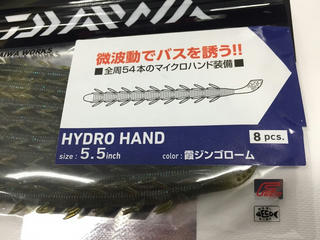 DAIWA
DAIWA WORKS
微波動でバスを誘う!!
■全周54本のマイクロハンド装備■
HYDRO HAND
8 pcs.
size : 5.5inch
color : 霞ジンゴローム